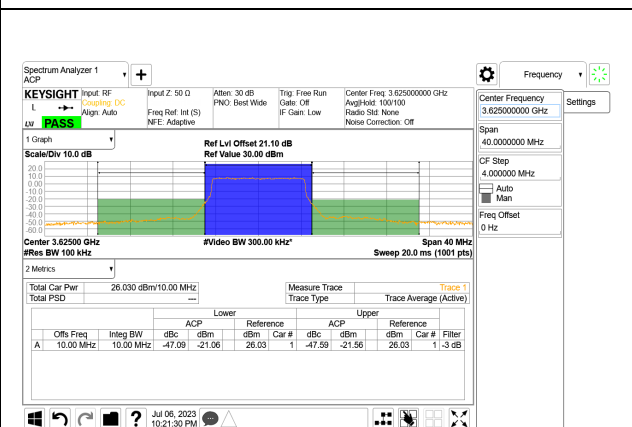 Spectrum Analyzer 1
ACP
Frequency
KEYSIGHT
L
LXI
PASS
Input: RF
Coupling: DC
Align: Auto
Input Z: 50 Ω
Freq Ref: Int (S)
NFE: Adaptive
Atten: 30 dB
PNO: Best Wide
Trig: Free Run
Gate: Off
IF Gain: Low
Center Freq: 3.625000000 GHz
Avg|Hold: 100/100
Radio Std: None
Noise Correction: Off
Center Frequency
3.625000000 GHz
Settings
Span
40.0000000 MHz
CF Step
4.000000 MHz
Auto
Man
Freq Offset
0 Hz
1 Graph
Scale/Div 10.0 dB
Ref Lvl Offset 21.10 dB
Ref Value 30.00 dBm
20.0
10.0
0.00
-10.0
-20.0
-30.0
-40.0
-50.0
-60.0
Center 3.62500 GHz
#Video BW 300.00 kHz*
Span 40 MHz
#Res BW 100 kHz
Sweep 20.0 ms (1001 pts)
2 Metrics
Total Car Pwr 26.030 dBm/10.00 MHz Measure Trace Trace 1
Total PSD --- Trace Type Trace Average (Active)
Lower Upper
ACP Reference ACP Reference
Offs Freq Integ BW dBc dBm dBm Car # dBc dBm dBm Car # Filter
A 10.00 MHz 10.00 MHz -47.09 -21.06 26.03 1 -47.59 -21.56 26.03 1 -3 dB
Jul 06, 2023
10:21:30 PM